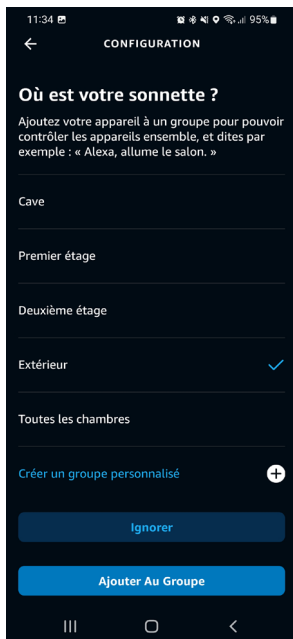 11:34 95%
CONFIGURATION
Où est votre sonnette ?
Ajoutez votre appareil à un groupe pour pouvoir
contrôler les appareils ensemble, et dites par
exemple : « Alexa, allume le salon. »
Cave
Premier étage
Deuxième étage
Extérieur
Toutes les chambres
Créer un groupe personnalisé
Ignorer
Ajouter Au Groupe